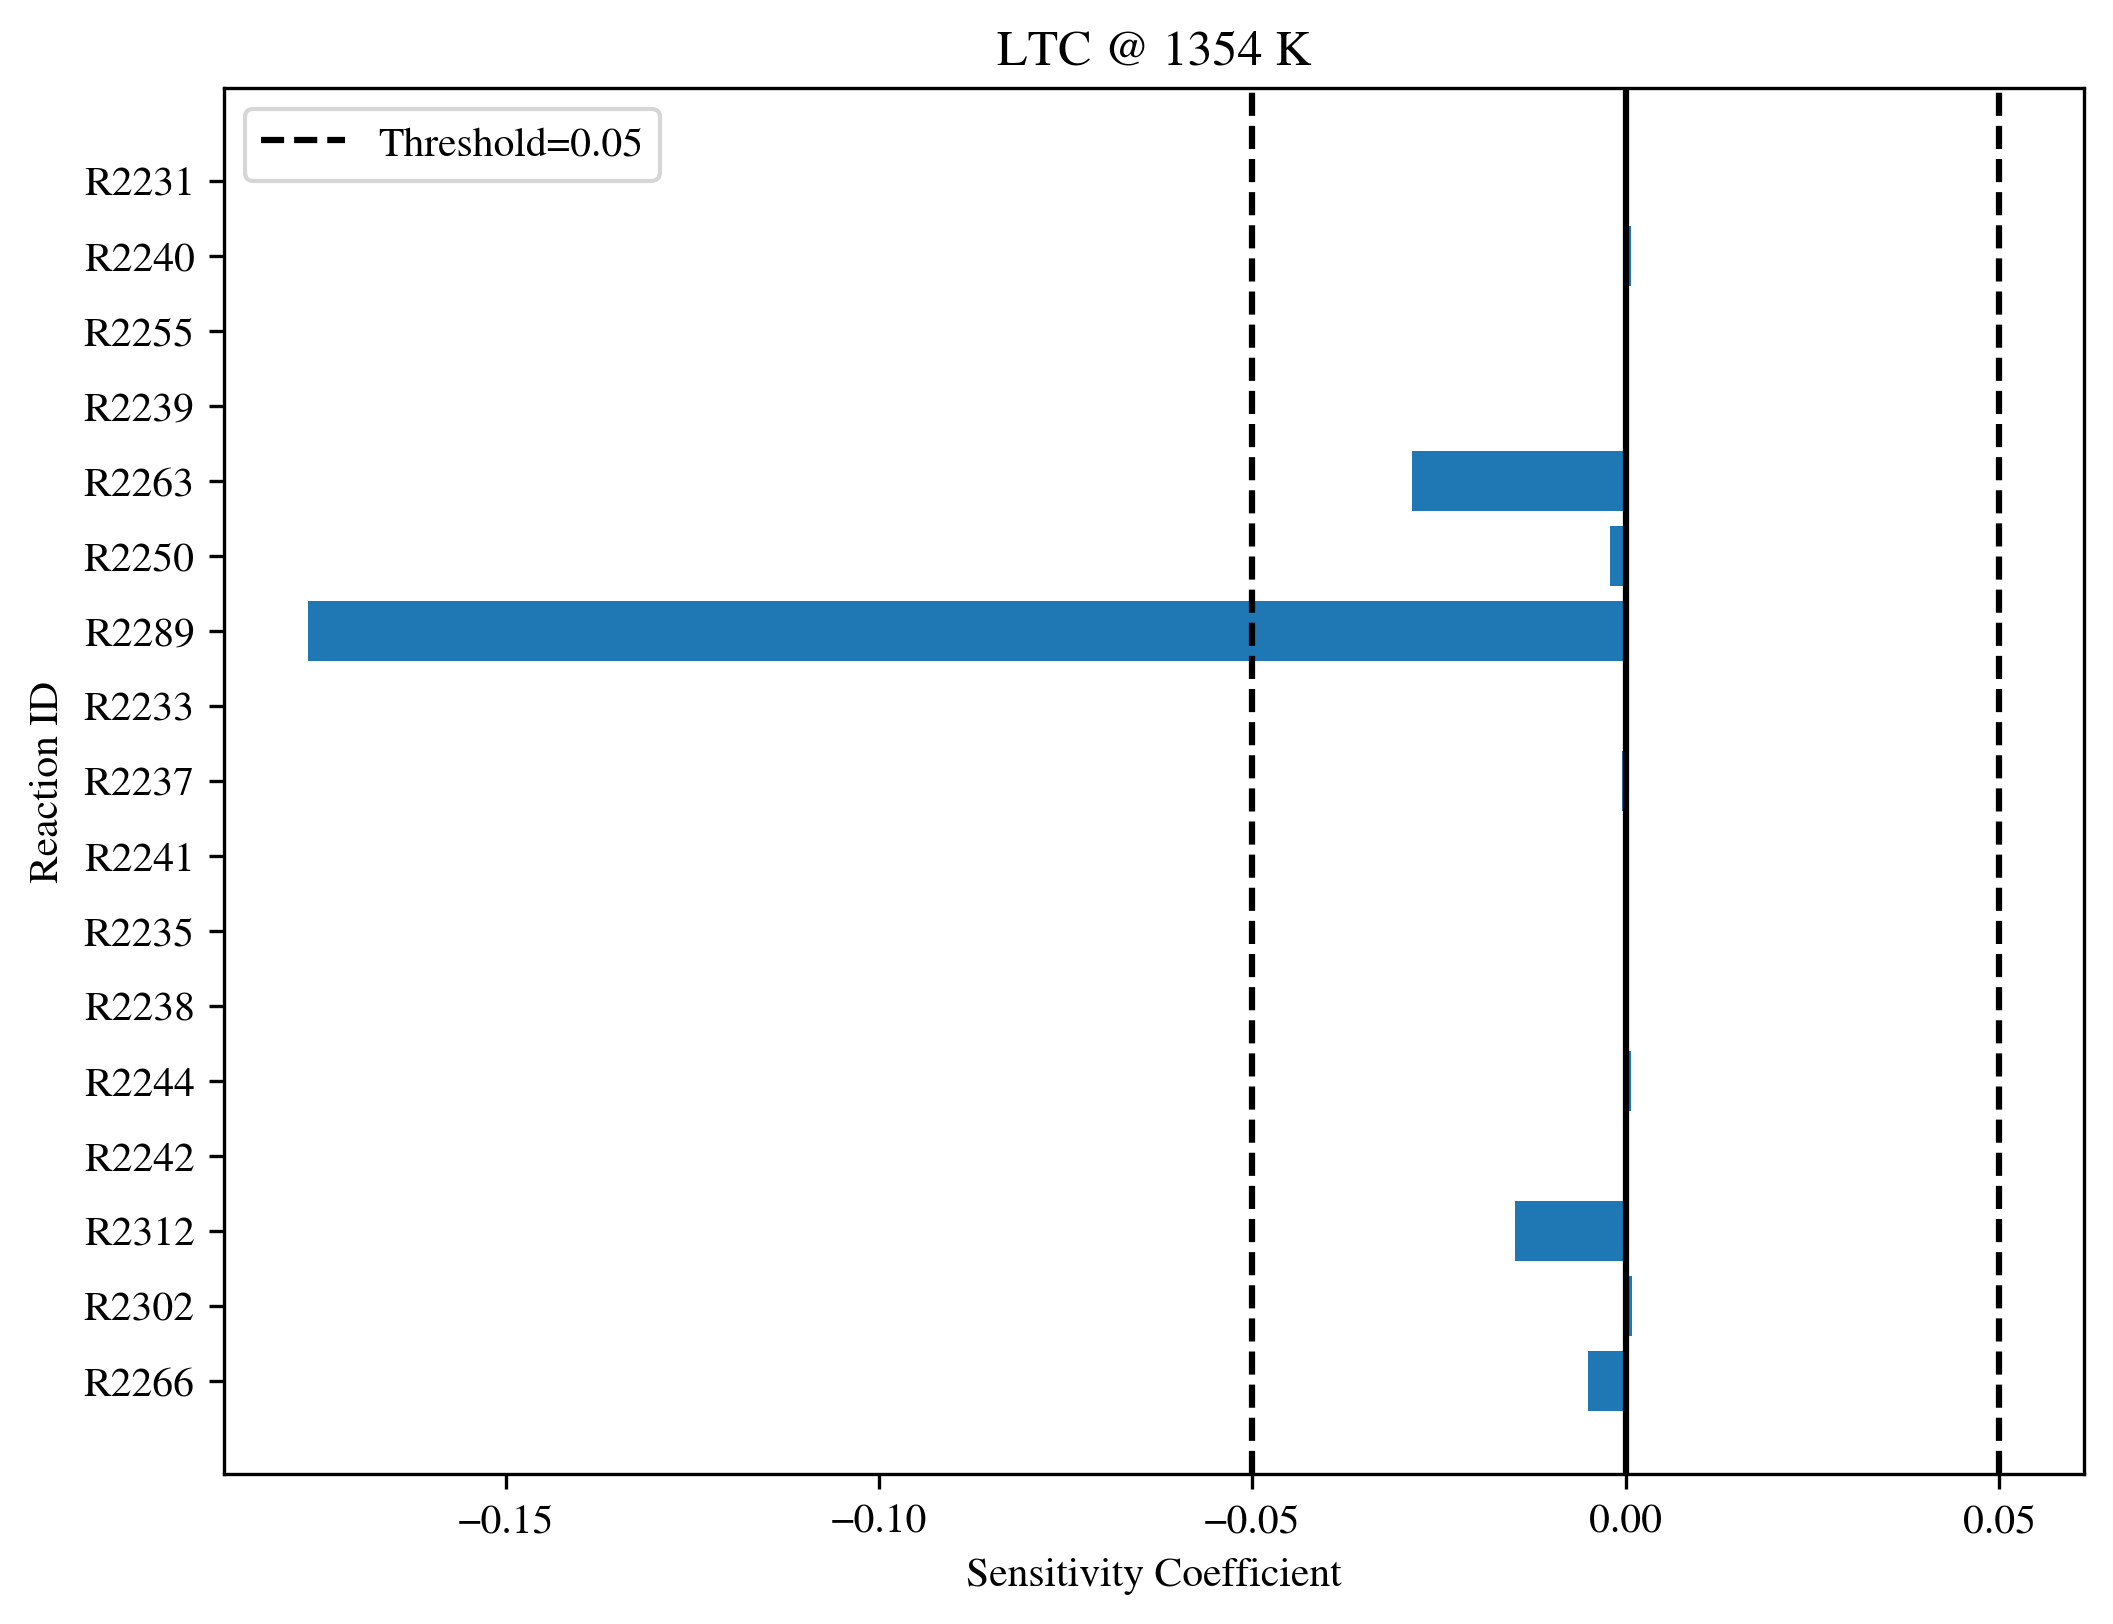 LTC @ 1354 K
Threshold=0.05
R2231
R2240
R2255
R2239
R2263
R2250
R2289
R2233
R2237
R2241
R2235
R2238
R2244
R2242
R2312
R2302
R2266
Reaction ID
−0.15 −0.10 −0.05 0.00 0.05
Sensitivity Coefficient